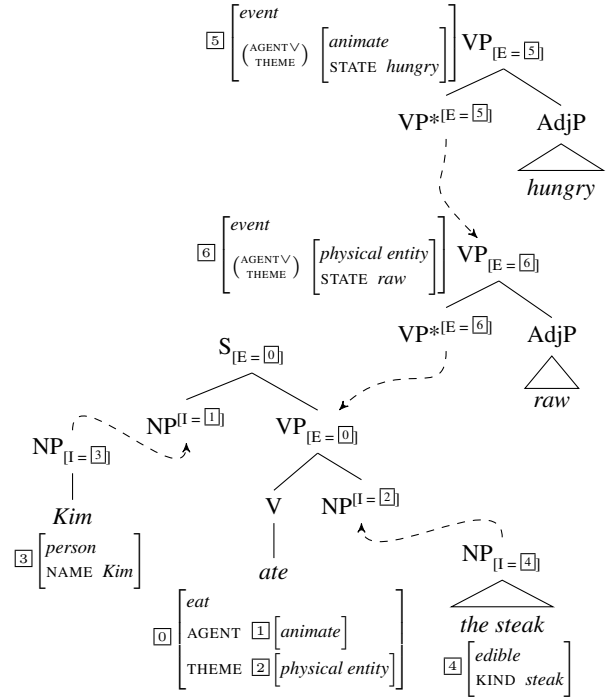 event
5 (AGENT∨ THEME) [animate STATE hungry] VP[E = 5]
VP*[E = 5] AdjP
hungry
event
6 (AGENT∨ THEME) [physical entity STATE raw] VP[E = 6]
VP*[E = 6] AdjP
raw
S[E = 0]
NP[I = 3] NP[I = 1] VP[E = 0]
V NP[I = 2]
Kim
3 [person
NAME Kim]
NP[I = 4]
ate
the steak
0 [eat
AGENT 1 [animate]
THEME 2 [physical entity]]
4 [edible
KIND steak]